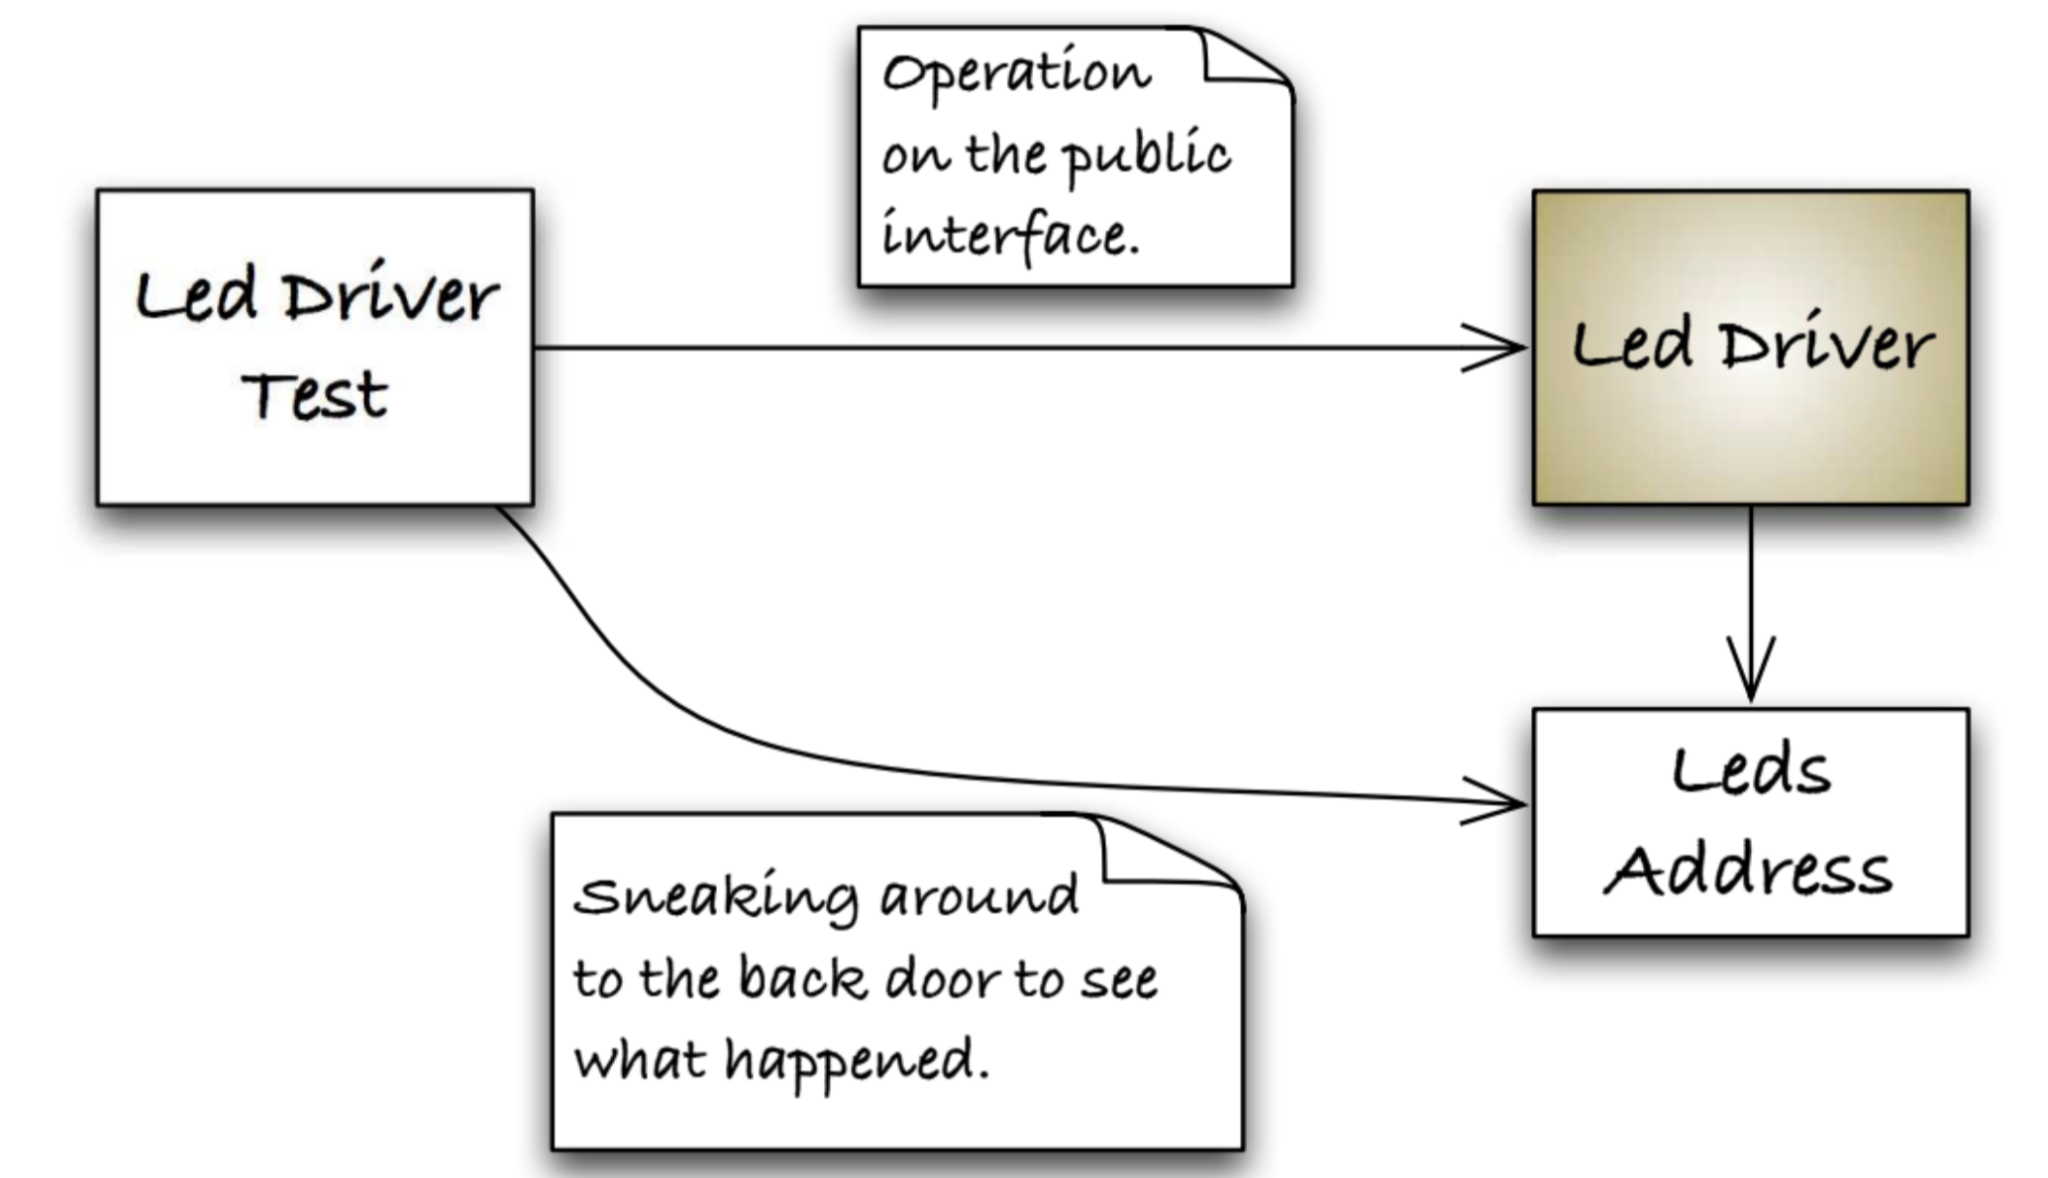 Operation
on the public
interface.
Led Driver
Test
Led Driver
Leds
Address
Sneaking around
to the back door to see
what happened.